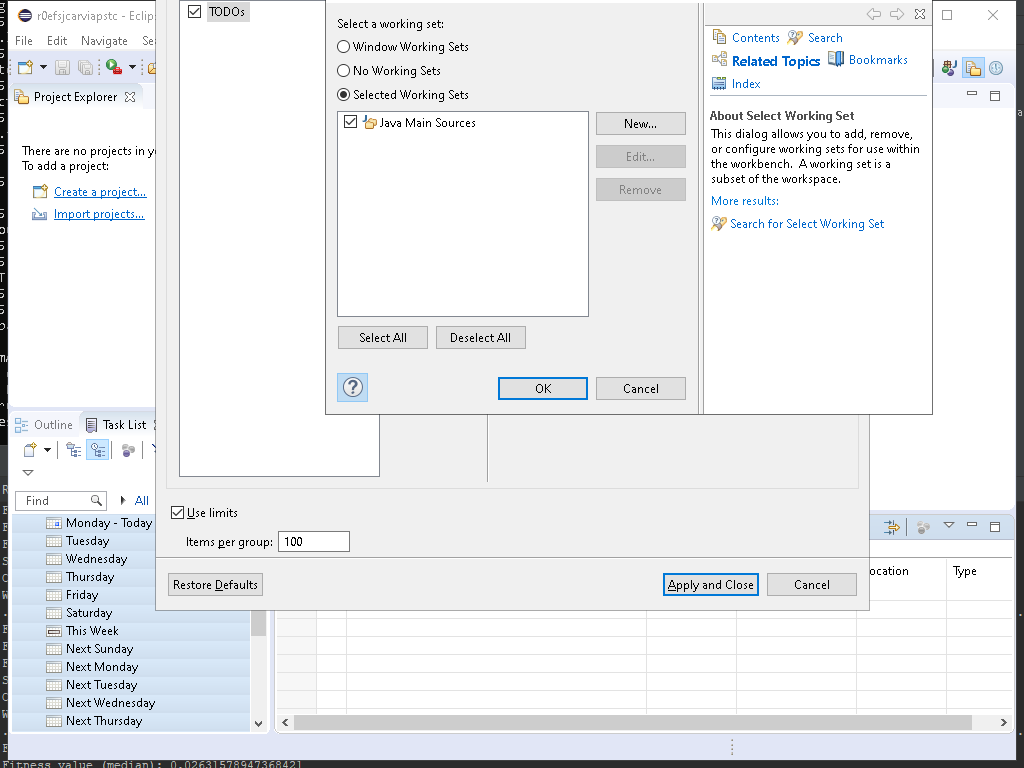 r0efsjcarviapstc - Eclip
File Edit Navigate Se
Project Explorer
There are no projects in y
To add a project:
Create a project...
Import projects...
Outline Task List
Find All
Monday - Today
Tuesday
Wednesday
Thursday
Friday
Saturday
This Week
Next Sunday
Next Monday
Next Tuesday
Next Wednesday
Next Thursday
TODOs
Select a working set:
Window Working Sets
No Working Sets
Selected Working Sets
Java Main Sources
New...
Edit...
Remove
Select All Deselect All
OK Cancel
Contents Search
Related Topics Bookmarks
Index
About Select Working Set
This dialog allows you to add, remove,
or configure working sets for use within
the workbench. A working set is a
subset of the workspace.
More results:
Search for Select Working Set
Use limits
Items per group: 100
Restore Defaults Apply and Close Cancel
ocation Type
Fitness value (median): 0.02631578947368421